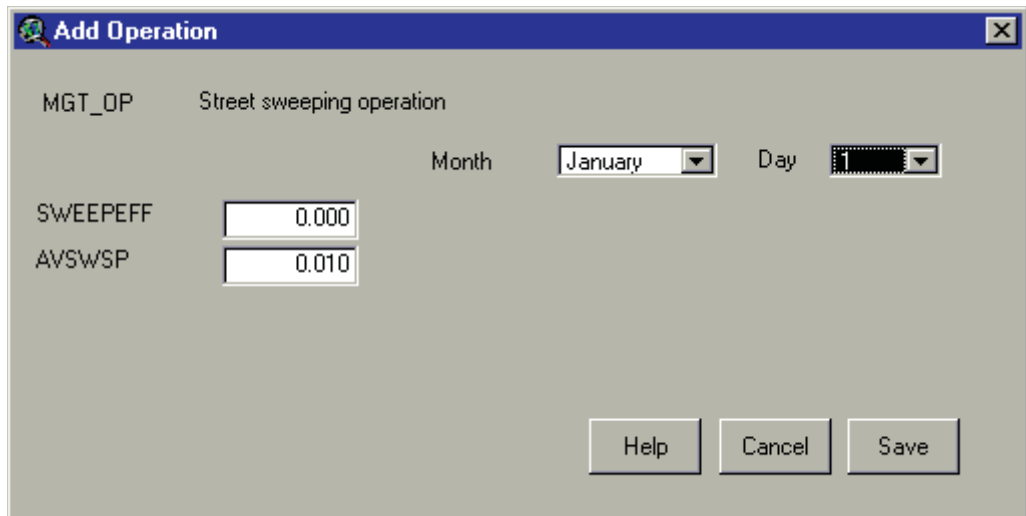 Add Operation
MGT_OP Street sweeping operation
Month January Day 1
SWEEPEFF 0.000
AVSWSP 0.010
Help Cancel Save